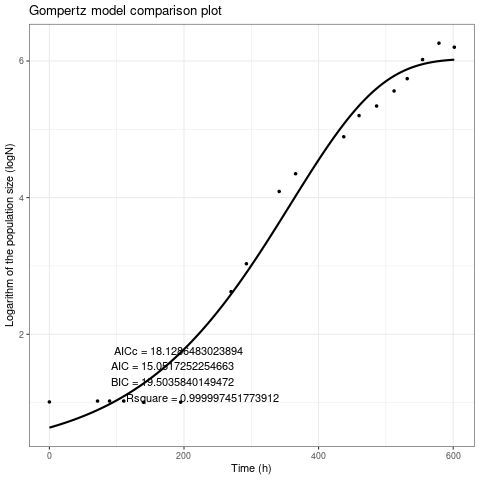 Gompertz model comparison plot
Logarithm of the population size (logN)
6
4
2
AICc = 18.1286483023894
AIC = 15.0517252254663
BIC = 19.5035840149472
Rsquare = 0.999997451773912
0 200 400 600
Time (h)